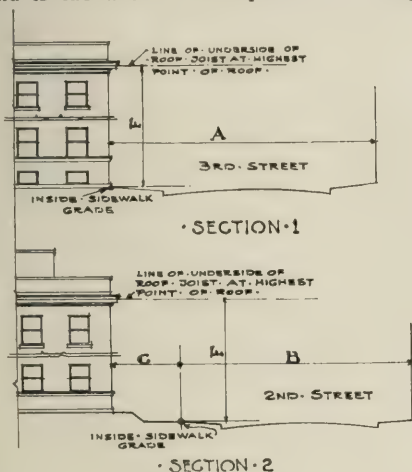 LINE·OF·UNDERSIDE·OF
·ROOF·JOIST·AT·HIGHEST
POINT·OF·ROOF·
F
A
3RD·STREET
INSIDE·SIDEWALK
GRADE
·SECTION·1
LINE·OF·UNDERSIDE·OF
ROOF·JOIST·AT·HIGHEST
POINT·OF·ROOF·
C
F
B
2ND·STREET
INSIDE·SIDEWALK
GRADE
·SECTION·2